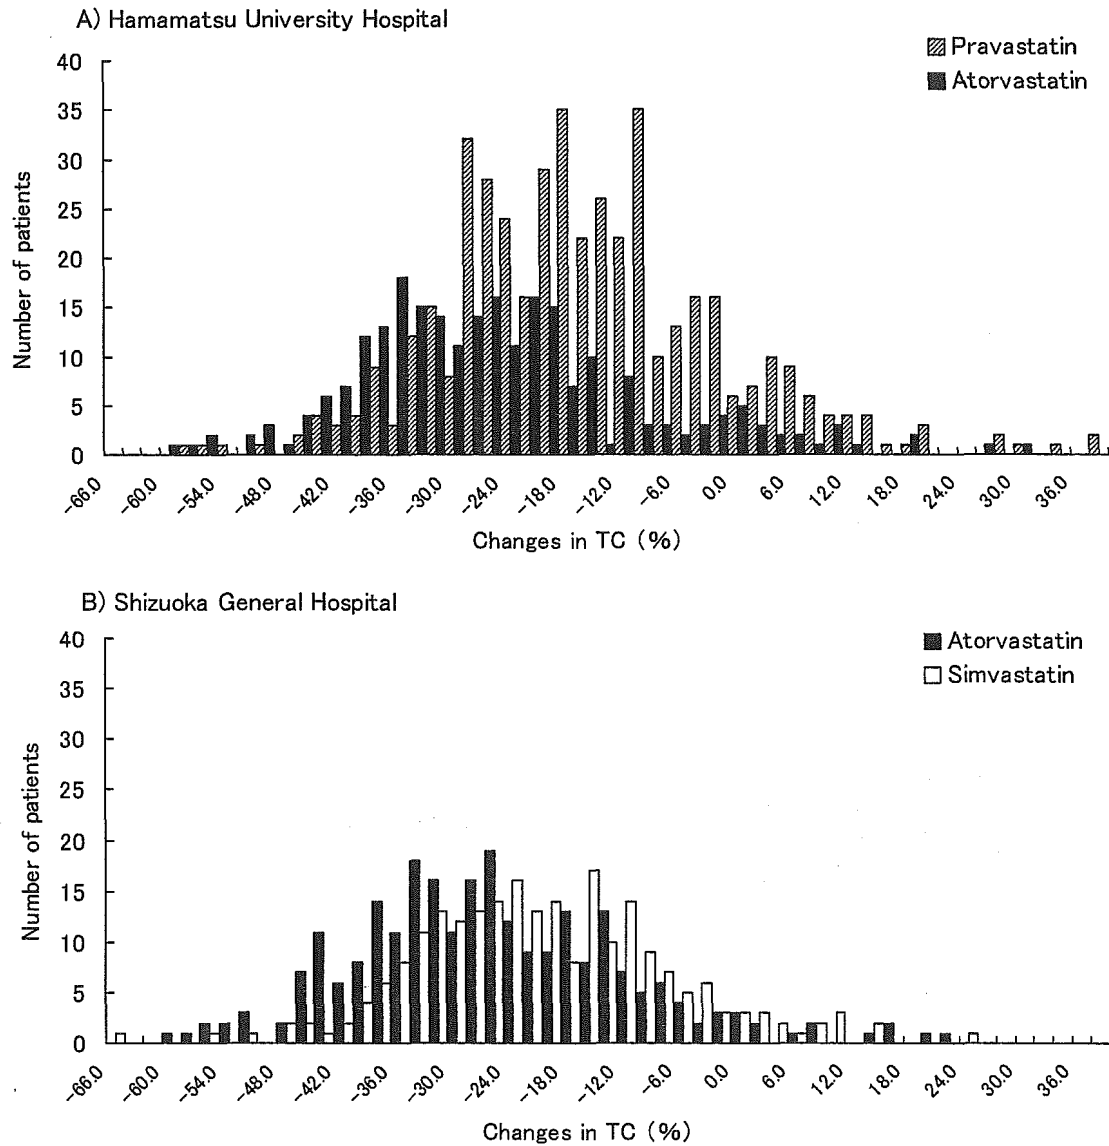 A) Hamamatsu University Hospital
Pravastatin
Atorvastatin
40
35
30
25
20
15
10
5
0
Number of patients
-66.0 -60.0 -54.0 -48.0 -42.0 -36.0 -30.0 -24.0 -18.0 -12.0 -6.0 0.0 6.0 12.0 18.0 24.0 30.0 36.0
Changes in TC (%)
B) Shizuoka General Hospital
Atorvastatin
Simvastatin
40
35
30
25
20
15
10
5
0
Number of patients
-66.0 -60.0 -54.0 -48.0 -42.0 -36.0 -30.0 -24.0 -18.0 -12.0 -6.0 0.0 6.0 12.0 18.0 24.0 30.0 36.0
Changes in TC (%)